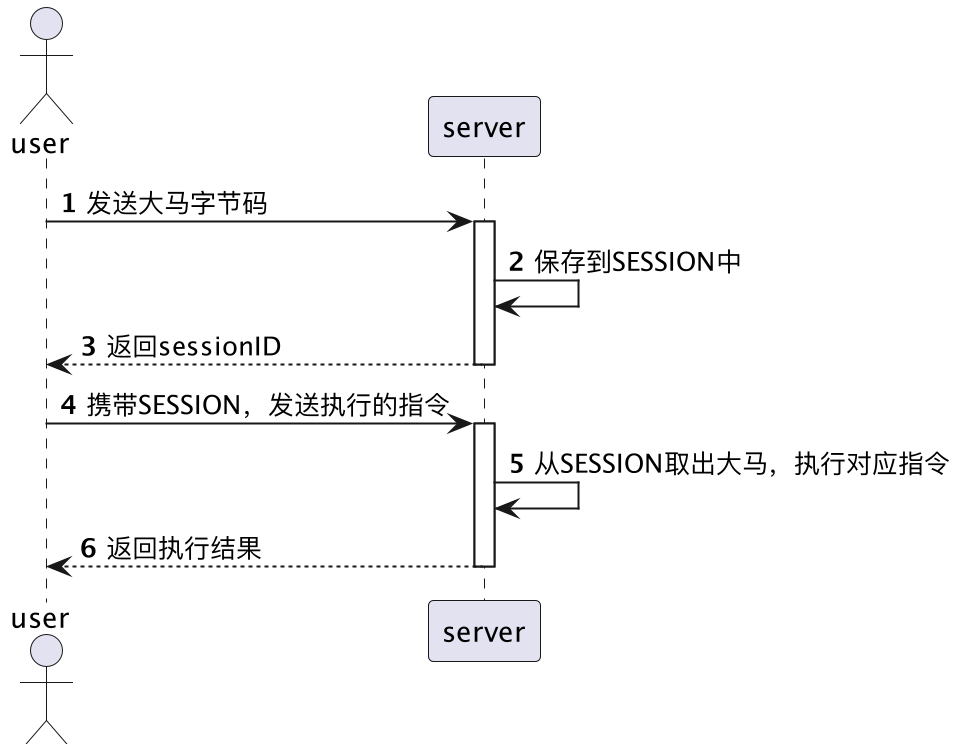 user
server
1 发送大马字节码
2 保存到SESSION中
3 返回sessionID
4 携带SESSION，发送执行的指令
5 从SESSION取出大马，执行对应指令
6 返回执行结果
user
server